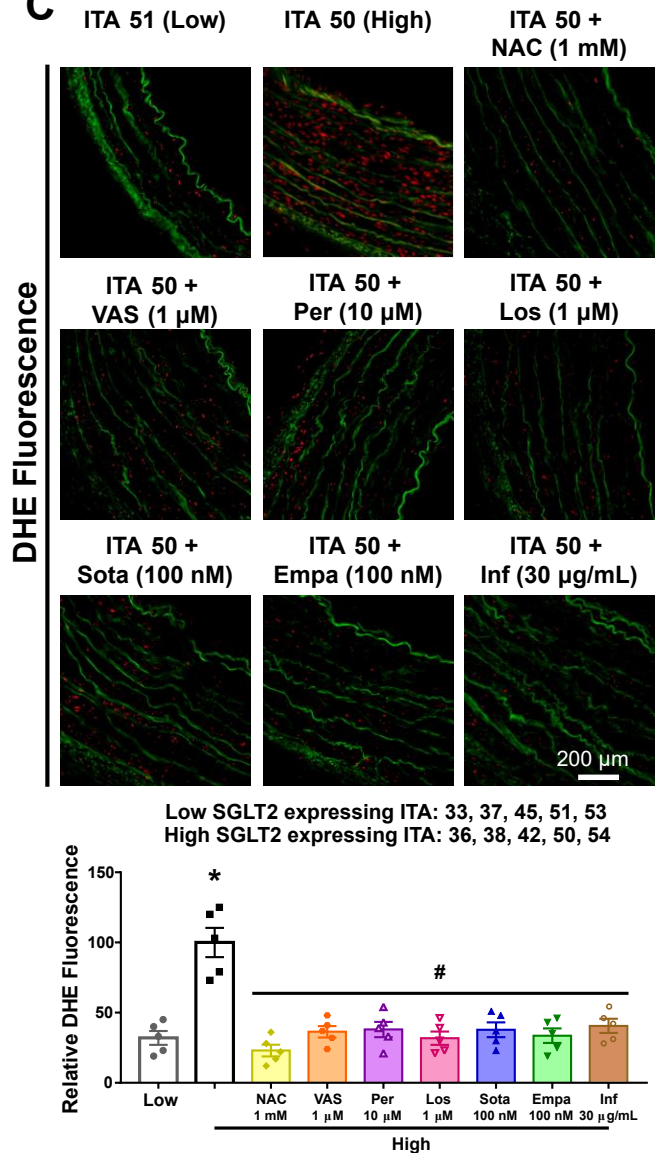 C
ITA 51 (Low)
ITA 50 (High)
ITA 50 +
NAC (1 mM)
ITA 50 +
VAS (1 µM)
ITA 50 +
Per (10 µM)
ITA 50 +
Los (1 µM)
ITA 50 +
Sota (100 nM)
ITA 50 +
Empa (100 nM)
ITA 50 +
Inf (30 µg/mL)
DHE Fluorescence
200 µm
Low SGLT2 expressing ITA: 33, 37, 45, 51, 53
High SGLT2 expressing ITA: 36, 38, 42, 50, 54
Relative DHE Fluorescence
150
100
50
0
*
#
Low
NAC
1 mM
VAS
1 µM
Per
10 µM
Los
1 µM
Sota
100 nM
Empa
100 nM
Inf
30 µg/mL
High